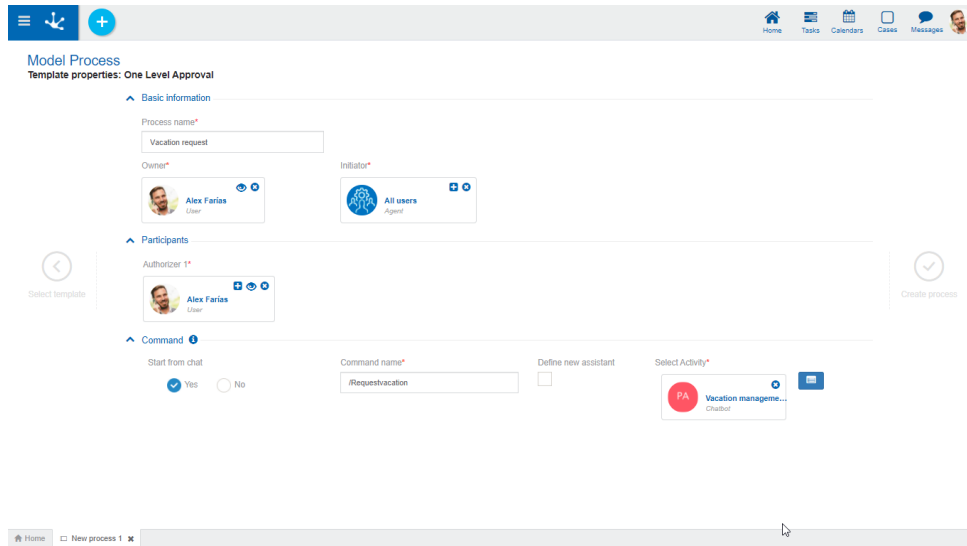 Home
Tasks
Calendars
Cases
Messages
Model Process
Template properties: One Level Approval
Basic information
Process name*
Vacation request
Owner*
Initiator*
Alex Farías
User
All users
Agent
Participants
Authorizer 1*
Alex Farías
User
Select template
Create process
Command
Start from chat
Command name*
Define new assistant
Select Activity*
Yes
No
/Requestvacation
PA
Vacation manageme...
Chatbot
Home
New process 1